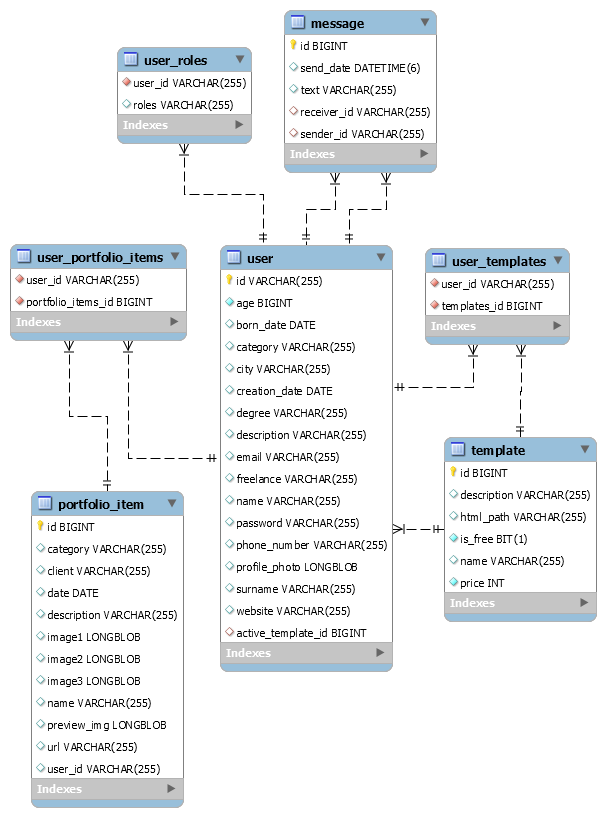 message
id BIGINT
send_date DATETIME(6)
text VARCHAR(255)
receiver_id VARCHAR(255)
sender_id VARCHAR(255)
Indexes
user_roles
user_id VARCHAR(255)
roles VARCHAR(255)
Indexes
user_portfolio_items
user_id VARCHAR(255)
portfolio_items_id BIGINT
Indexes
user
id VARCHAR(255)
age BIGINT
born_date DATE
category VARCHAR(255)
city VARCHAR(255)
creation_date DATE
degree VARCHAR(255)
description VARCHAR(255)
email VARCHAR(255)
freelance VARCHAR(255)
name VARCHAR(255)
password VARCHAR(255)
phone_number VARCHAR(255)
profile_photo LONGBLOB
surname VARCHAR(255)
website VARCHAR(255)
active_template_id BIGINT
Indexes
user_templates
user_id VARCHAR(255)
templates_id BIGINT
Indexes
template
id BIGINT
description VARCHAR(255)
html_path VARCHAR(255)
is_free BIT(1)
name VARCHAR(255)
price INT
Indexes
portfolio_item
id BIGINT
category VARCHAR(255)
client VARCHAR(255)
date DATE
description VARCHAR(255)
image1 LONGBLOB
image2 LONGBLOB
image3 LONGBLOB
name VARCHAR(255)
preview_img LONGBLOB
url VARCHAR(255)
user_id VARCHAR(255)
Indexes